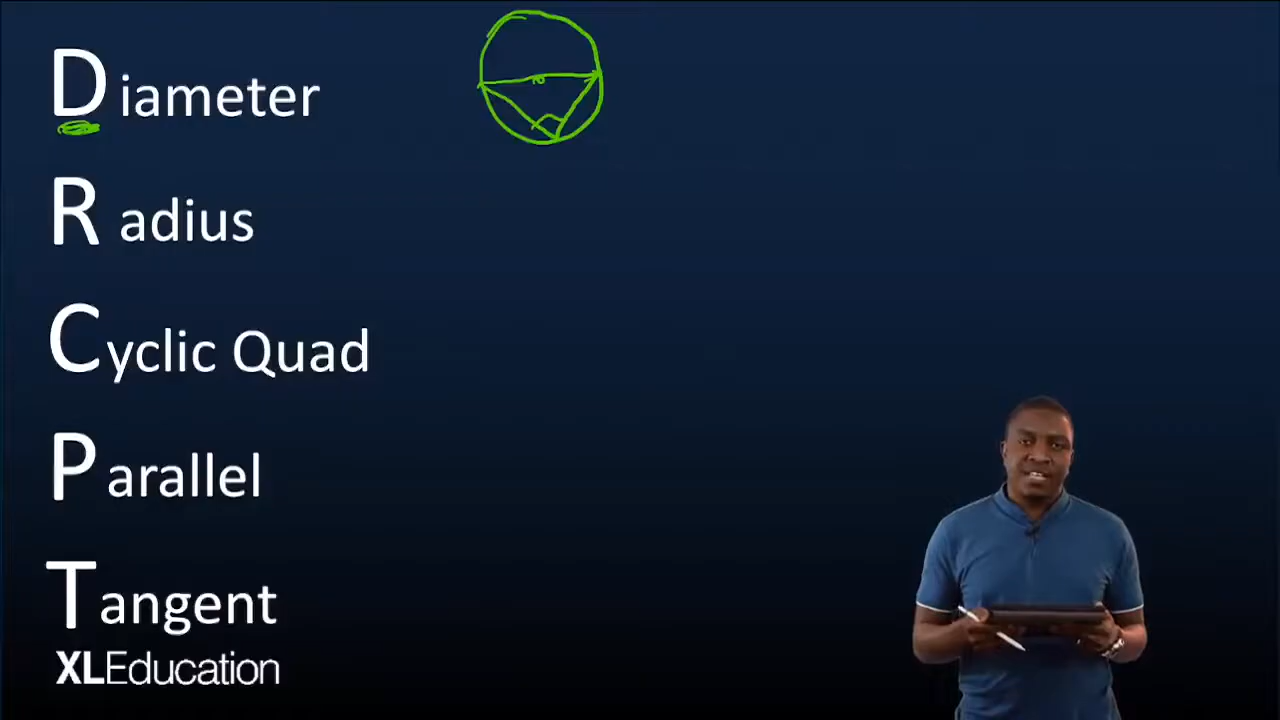 Diameter
Radius
Cyclic Quad
Parallel
Tangent
XLEducation